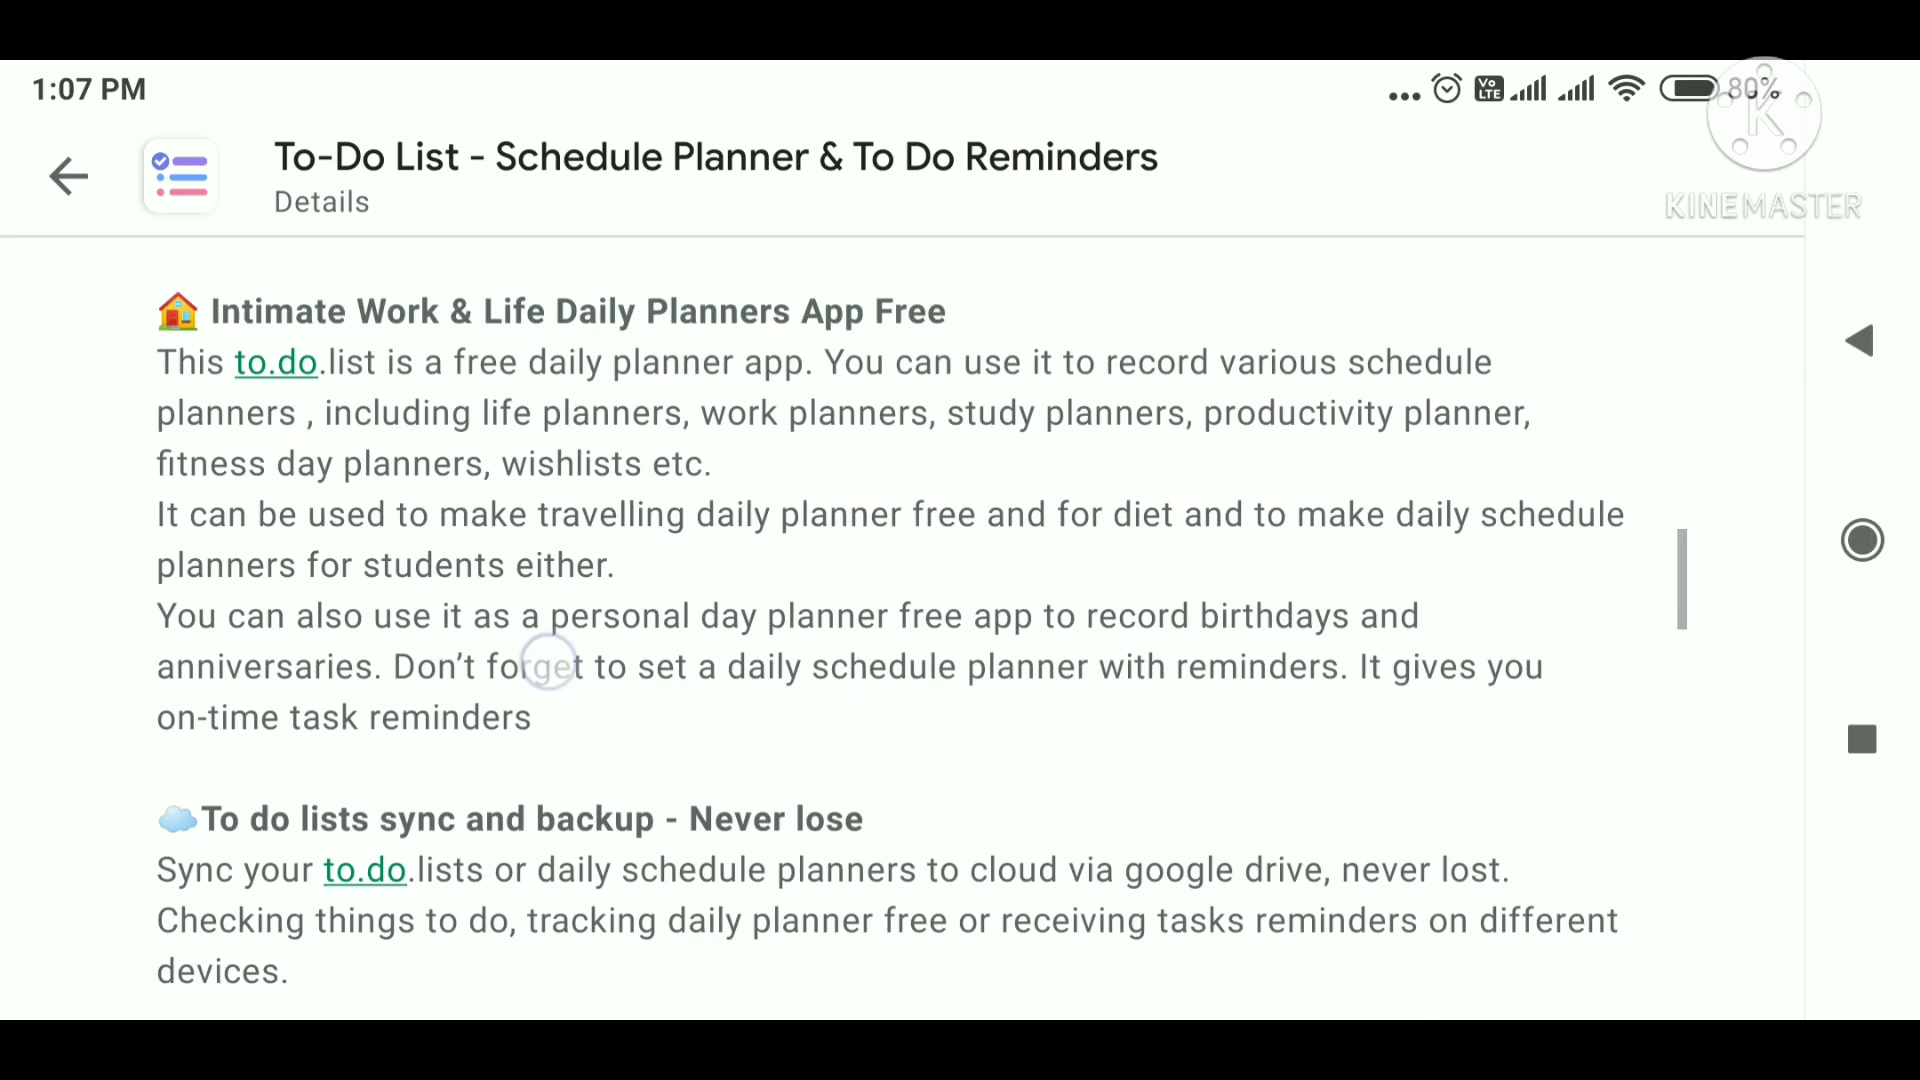 1:07 PM
Vo LTE
80%
To-Do List - Schedule Planner & To Do Reminders
Details
K
KINEMASTER
Intimate Work & Life Daily Planners App Free
This to.do.list is a free daily planner app. You can use it to record various schedule
planners , including life planners, work planners, study planners, productivity planner,
fitness day planners, wishlists etc.
It can be used to make travelling daily planner free and for diet and to make daily schedule
planners for students either.
You can also use it as a personal day planner free app to record birthdays and
anniversaries. Don’t forget to set a daily schedule planner with reminders. It gives you
on-time task reminders
To do lists sync and backup - Never lose
Sync your to.do.lists or daily schedule planners to cloud via google drive, never lost.
Checking things to do, tracking daily planner free or receiving tasks reminders on different
devices.